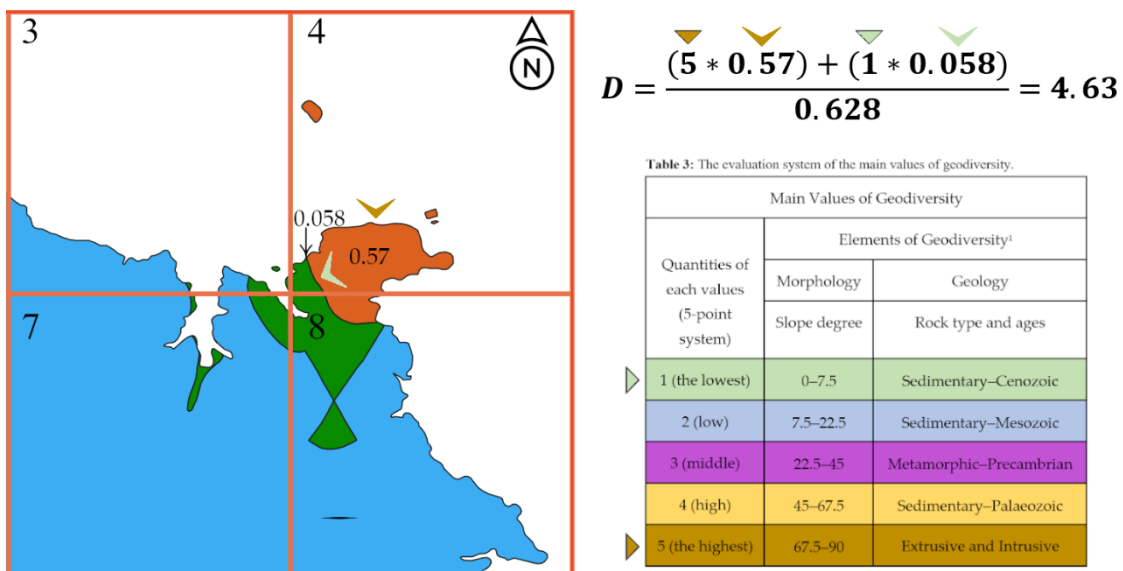 3
4
N
0.058
0.57
7
8
D = (5 * 0.57) + (1 * 0.058) / 0.628 = 4.63
Table 3: The evaluation system of the main values of geodiversity.
Main Values of Geodiversity
Quantities of each values (5-point system)
Elements of Geodiversity¹
Morphology Geology
Slope degree Rock type and ages
1 (the lowest) 0–7.5 Sedimentary–Cenozoic
2 (low) 7.5–22.5 Sedimentary–Mesozoic
3 (middle) 22.5–45 Metamorphic–Precambrian
4 (high) 45–67.5 Sedimentary–Palaeozoic
5 (the highest) 67.5–90 Extrusive and Intrusive